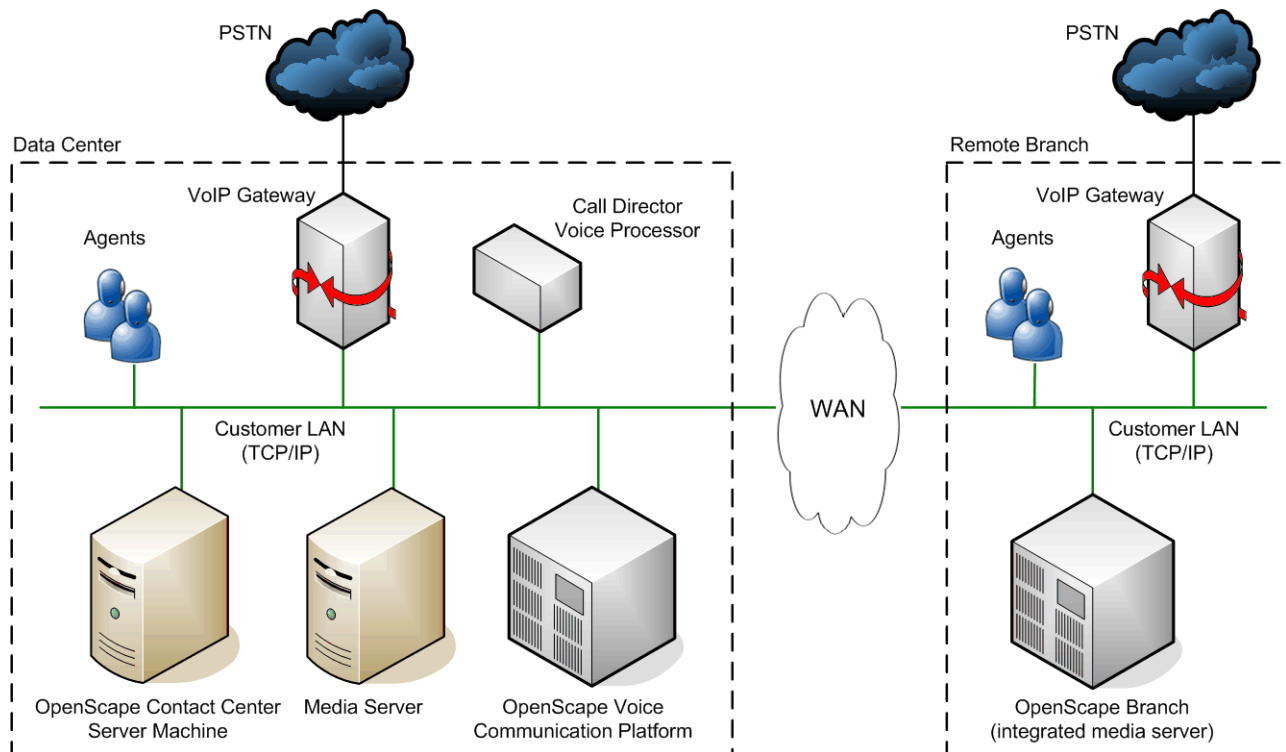 PSTN
PSTN
Data Center
Remote Branch
VoIP Gateway
Call Director
Voice Processor
VoIP Gateway
Agents
Agents
WAN
Customer LAN
(TCP/IP)
Customer LAN
(TCP/IP)
OpenScape Contact Center
Server Machine
Media Server
OpenScape Voice
Communication Platform
OpenScape Branch
(integrated media server)